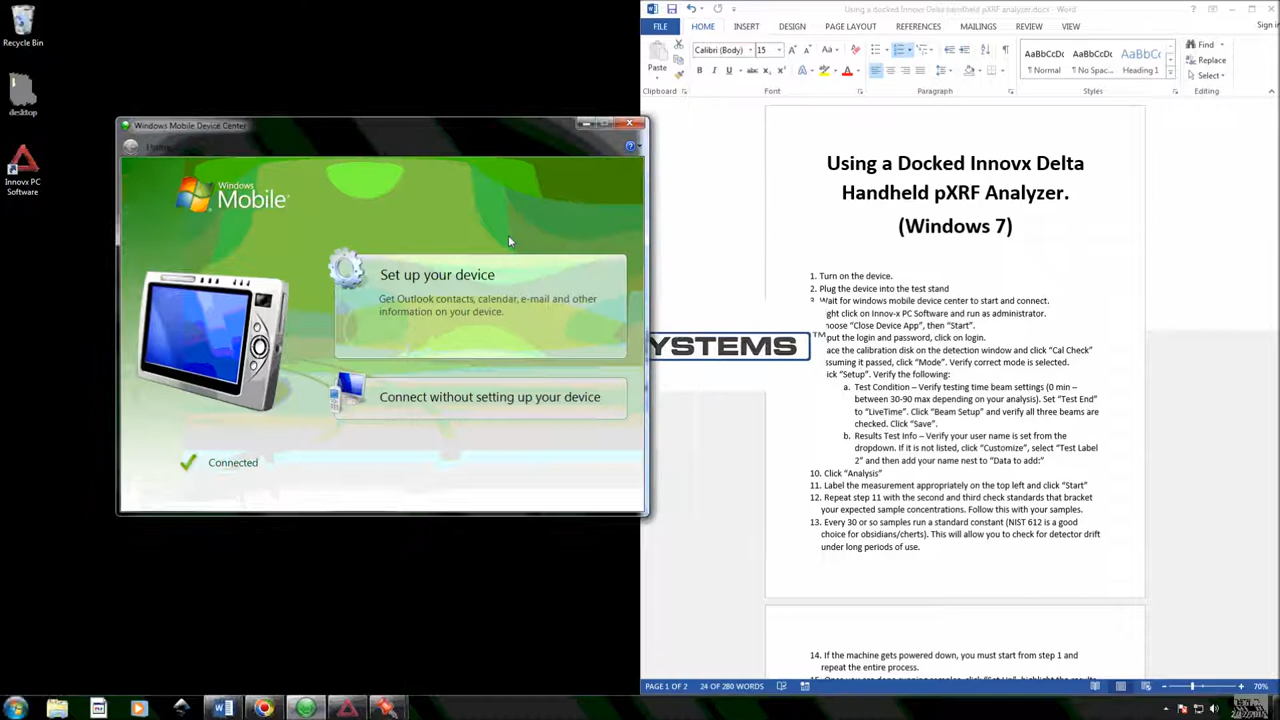 Using a docked Innovx Delta handheld pXRF analyzer.docx - Word
FILE HOME INSERT DESIGN PAGE LAYOUT REFERENCES MAILINGS REVIEW VIEW Sign i
Recycle Bin
desktop
Innovx PC
Software
Paste
Calibri (Body) 15
Find
Replace
Select
AaBbCcDc AaBbCcDc AaBbCc
¶ Normal ¶ No Spac... Heading 1
Clipboard Font Paragraph Styles Editing
Windows Mobile Device Center
Windows
Mobile
Set up your device
Get Outlook contacts, calendar, e-mail and other
information on your device.
Connect without setting up your device
Connected
YSTEMS ™
Using a Docked Innovx Delta
Handheld pXRF Analyzer.
(Windows 7)
1. Turn on the device.
2. Plug the device into the test stand
3. Wait for windows mobile device center to start and connect.
ght click on Innov-x PC Software and run as administrator.
oose “Close Device App”, then “Start”.
put the login and password, click on login.
ace the calibration disk on the detection window and click “Cal Check”
ssuming it passed, click “Mode”. Verify correct mode is selected.
ick “Setup”. Verify the following:
a. Test Condition – Verify testing time beam settings (0 min –
between 30-90 max depending on your analysis). Set “Test End”
to “LiveTime”. Click “Beam Setup” and verify all three beams are
checked. Click “Save”.
b. Results Test Info – Verify your user name is set from the
dropdown. If it is not listed, click “Customize”, select “Test Label
2” and then add your name nest to “Data to add:”
10. Click “Analysis”
11. Label the measurement appropriately on the top left and click “Start”
12. Repeat step 11 with the second and third check standards that bracket
your expected sample concentrations. Follow this with your samples.
13. Every 30 or so samples run a standard constant (NIST 612 is a good
choice for obsidians/cherts). This will allow you to check for detector drift
under long periods of use.
14. If the machine gets powered down, you must start from step 1 and
repeat the entire process.
PAGE 1 OF 2 24 OF 280 WORDS 70%